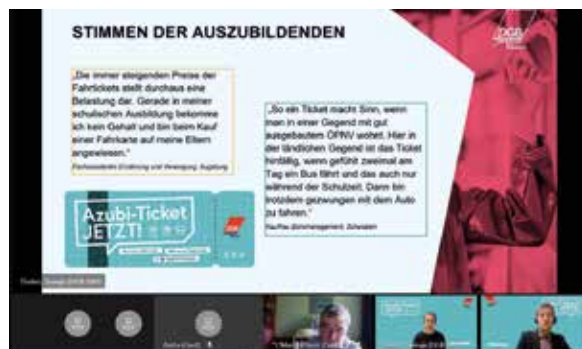 STIMMEN DER AUSZUBILDENDEN
„Die immer steigenden Preise der
Fahrtickets stellt durchaus eine
Belastung dar. Gerade in meiner
schulischen Ausbildung bekomme
ich kein Gehalt und bin beim Kauf
einer Fahrkarte auf meine Eltern
angewiesen.“
„So ein Ticket macht Sinn, wenn
man in einer Gegend mit gut
ausgebautem ÖPNV wohnt. Hier in
der ländlichen Gegend ist das Ticket
hinfällig, wenn gefühlt zweimal am
Tag ein Bus fährt und das auch nur
während der Schulzeit. Dann bin
trotzdem gezwungen mit dem Auto
zu fahren.“
Azubi-Ticket
JETZT!